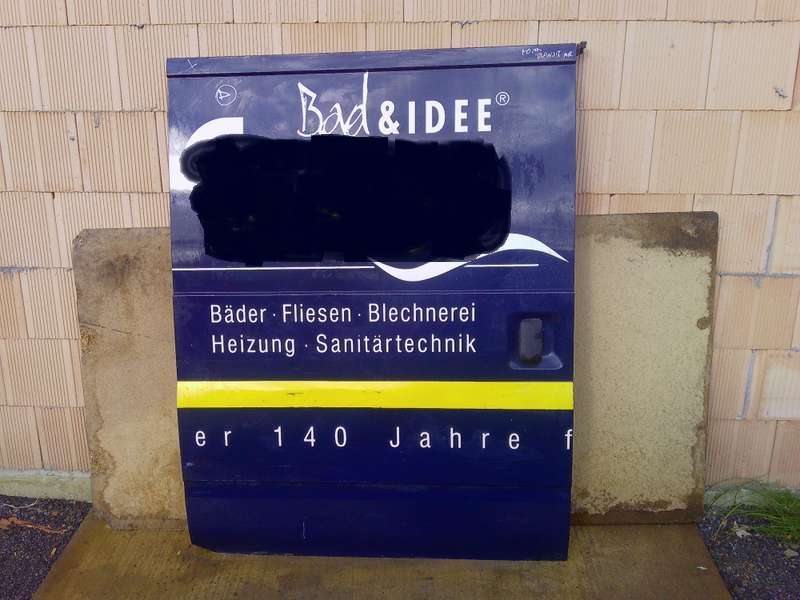 Bad & IDEE®
Bäder · Fliesen · Blechnerei
Heizung · Sanitärtechnik
er 140 Jahre f